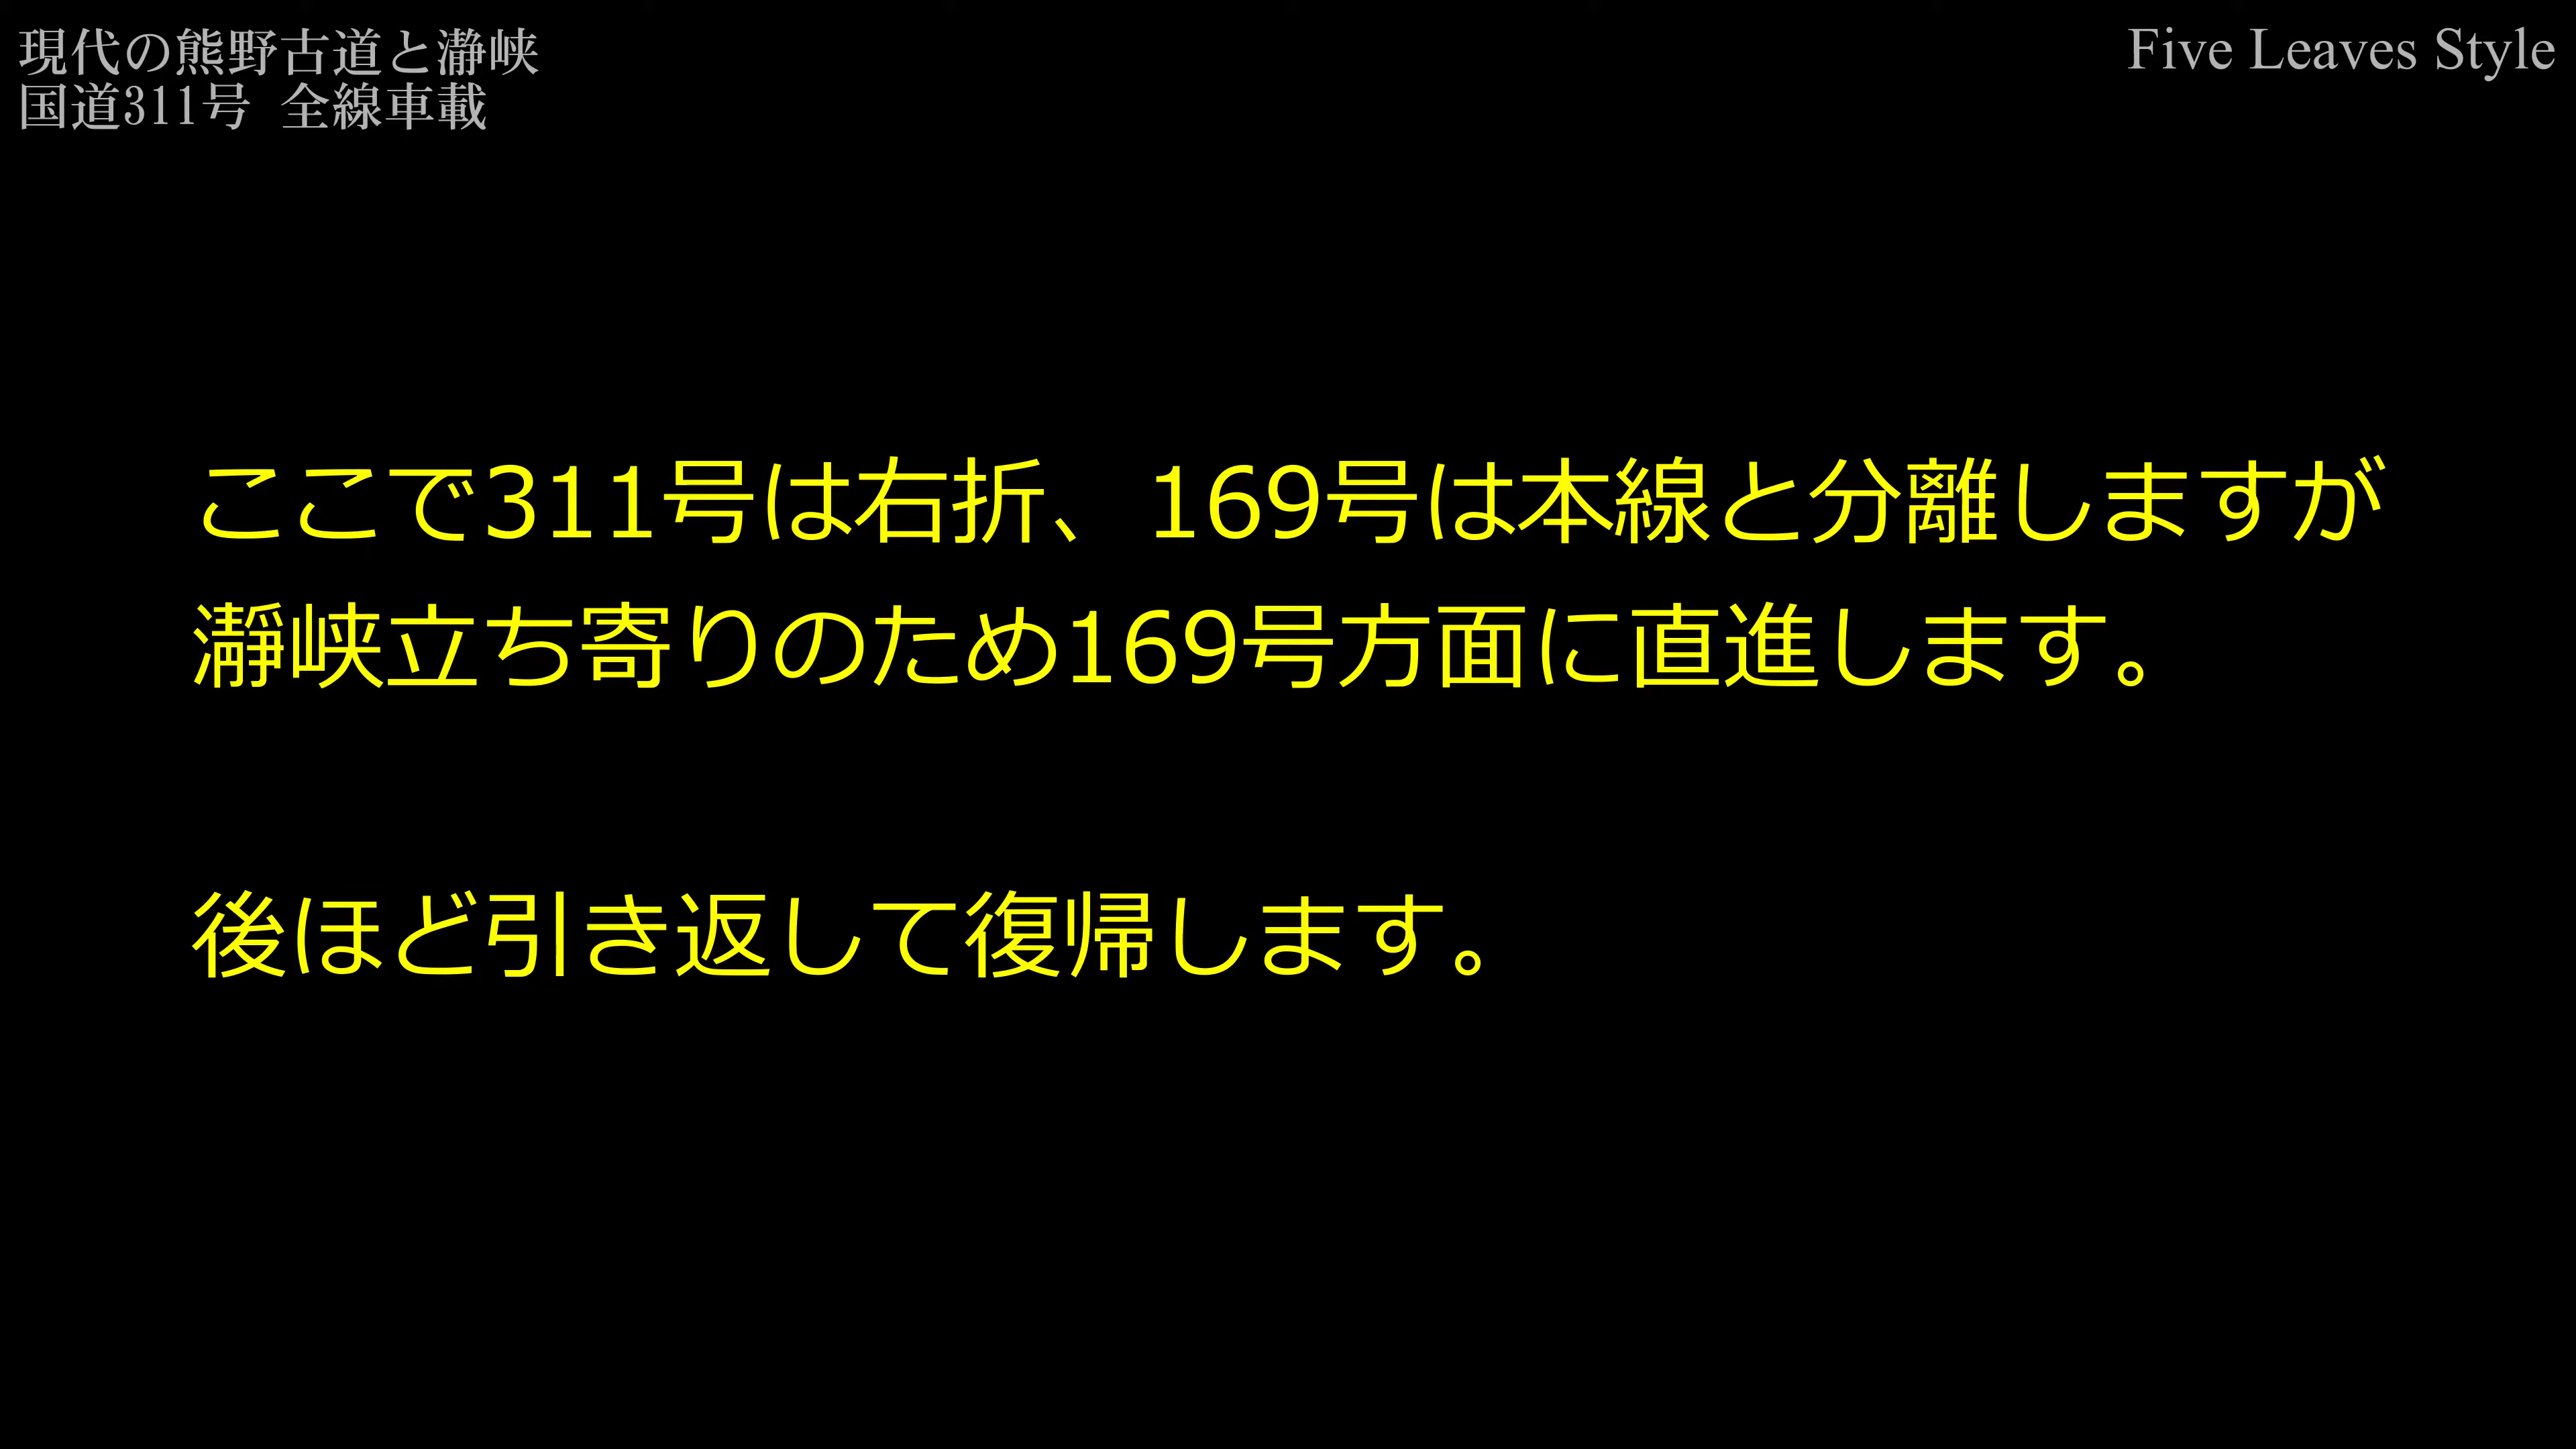 現代の熊野古道と瀞峡
国道311号 全線車載
Five Leaves Style
ここで311号は右折、169号は本線と分離しますが
瀞峡立ち寄りのため169号方面に直進します。
後ほど引き返して復帰します。